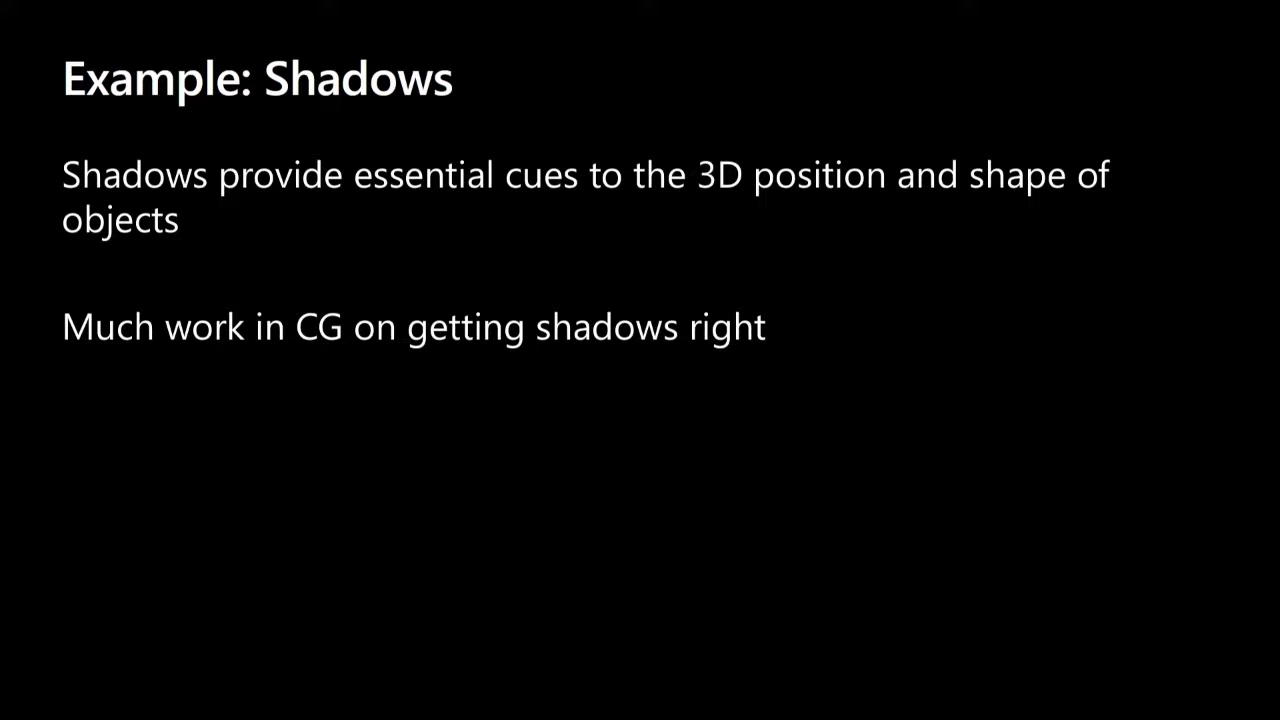 Example: Shadows
Shadows provide essential cues to the 3D position and shape of
objects
Much work in CG on getting shadows right